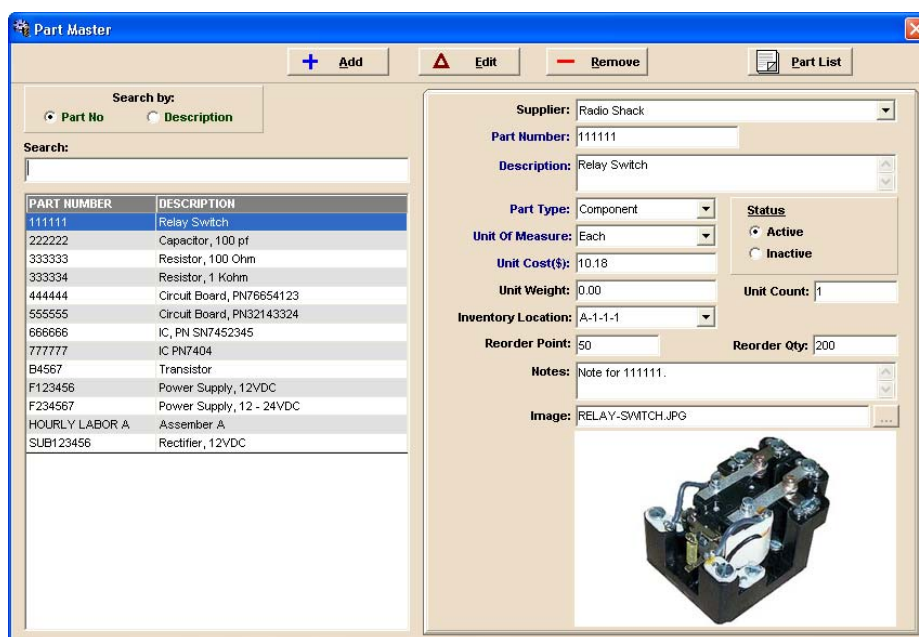 Part Master
Add Edit Remove Part List
Search by:
Part No Description
Search:
PART NUMBER DESCRIPTION
111111 Relay Switch
222222 Capacitor, 100 pf
333333 Resistor, 100 Ohm
333334 Resistor, 1 Kohm
444444 Circuit Board, PN76654123
555555 Circuit Board, PN32143324
666666 IC, PN SN7452345
777777 IC PN7404
B4567 Transistor
F123456 Power Supply, 12VDC
F234567 Power Supply, 12 - 24VDC
HOURLY LABOR A Assember A
SUB123456 Rectifier, 12VDC
Supplier: Radio Shack
Part Number: 111111
Description: Relay Switch
Part Type: Component
Status
Active
Unit Of Measure: Each
Inactive
Unit Cost($): 10.18
Unit Weight: 0.00 Unit Count: 1
Inventory Location: A-1-1-1
Reorder Point: 50 Reorder Qty: 200
Notes: Note for 111111.
Image: RELAY-SWITCH.JPG ...